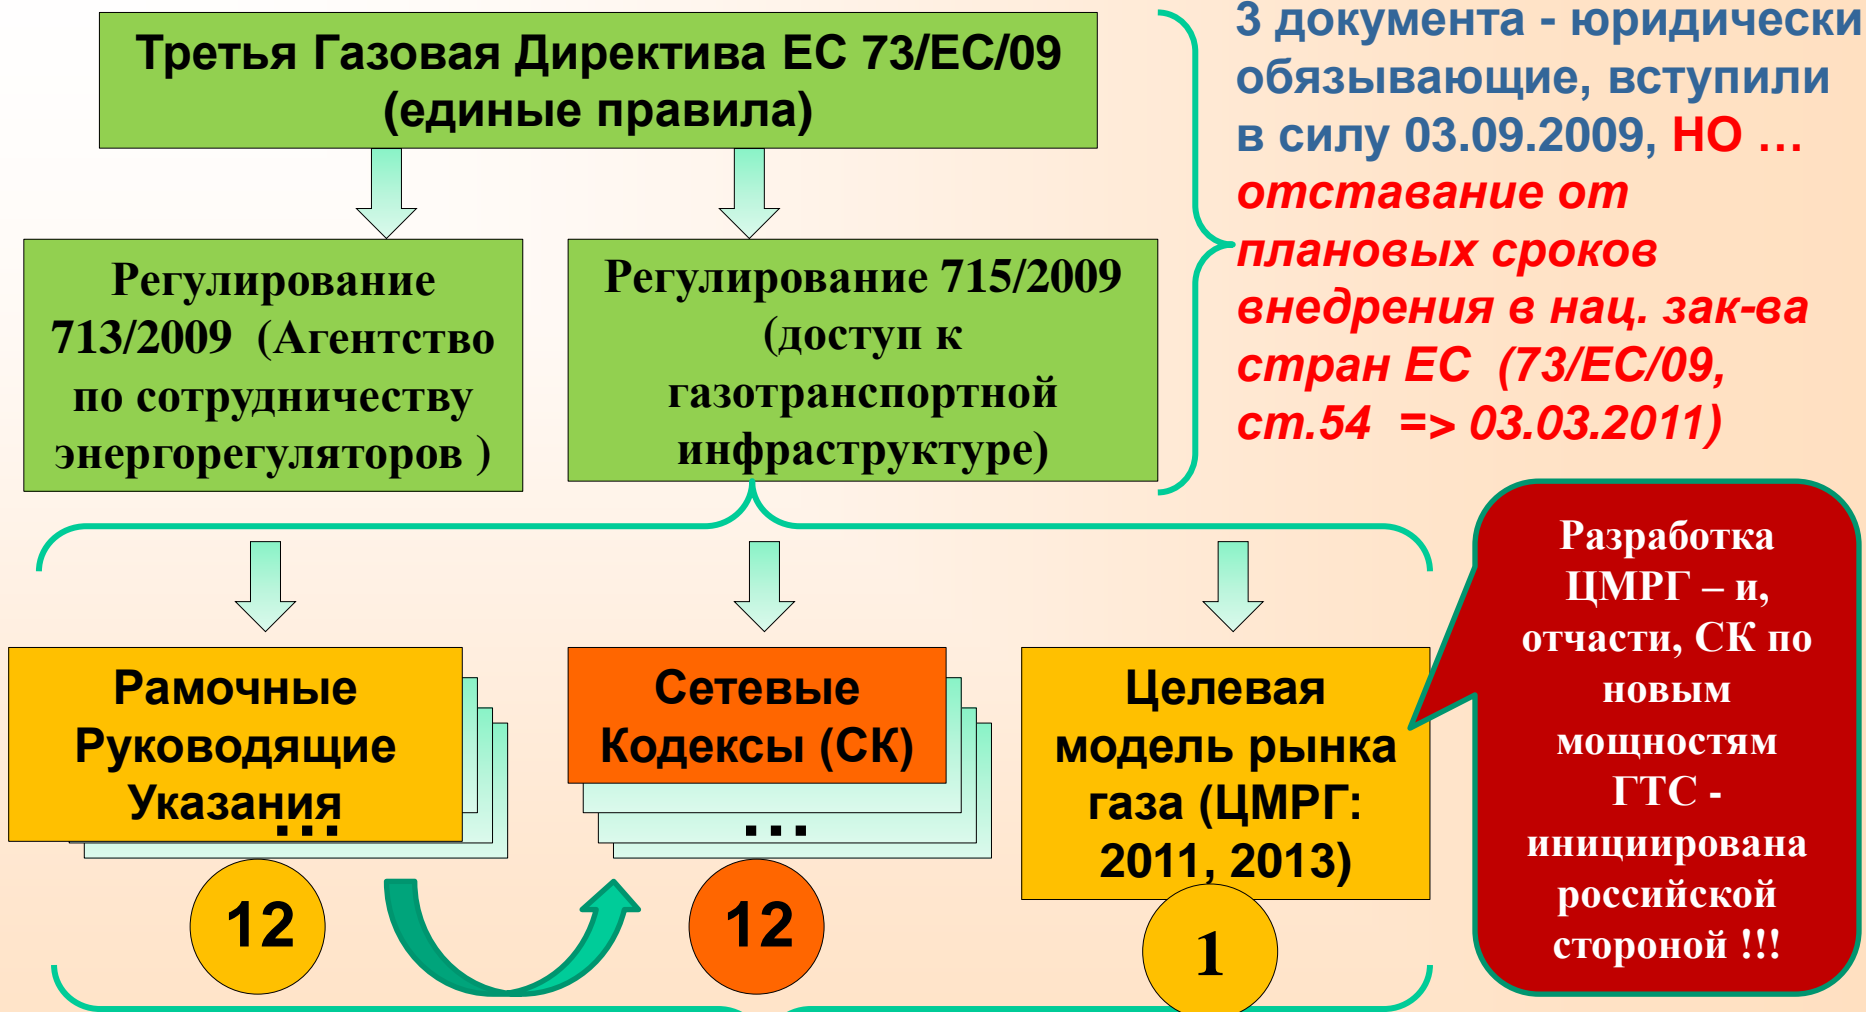 Третья Газовая Директива ЕС 73/ЕС/09
(единые правила)
3 документа - юридически
обязывающие, вступили
в силу 03.09.2009, НО …
отставание от
плановых сроков
внедрения в нац. зак-ва
стран ЕС (73/ЕС/09,
ст.54 => 03.03.2011)
Регулирование
713/2009 (Агентство
по сотрудничеству
энергорегуляторов )
Регулирование 715/2009
(доступ к
газотранспортной
инфраструктуре)
Рамочные
Руководящие
Указания
…
12
Сетевые
Кодексы (СК)
…
12
Целевая
модель рынка
газа (ЦМРГ:
2011, 2013)
1
Разработка
ЦМРГ – и,
отчасти, СК по
новым
мощностям
ГТС -
инициирована
российской
стороной !!!